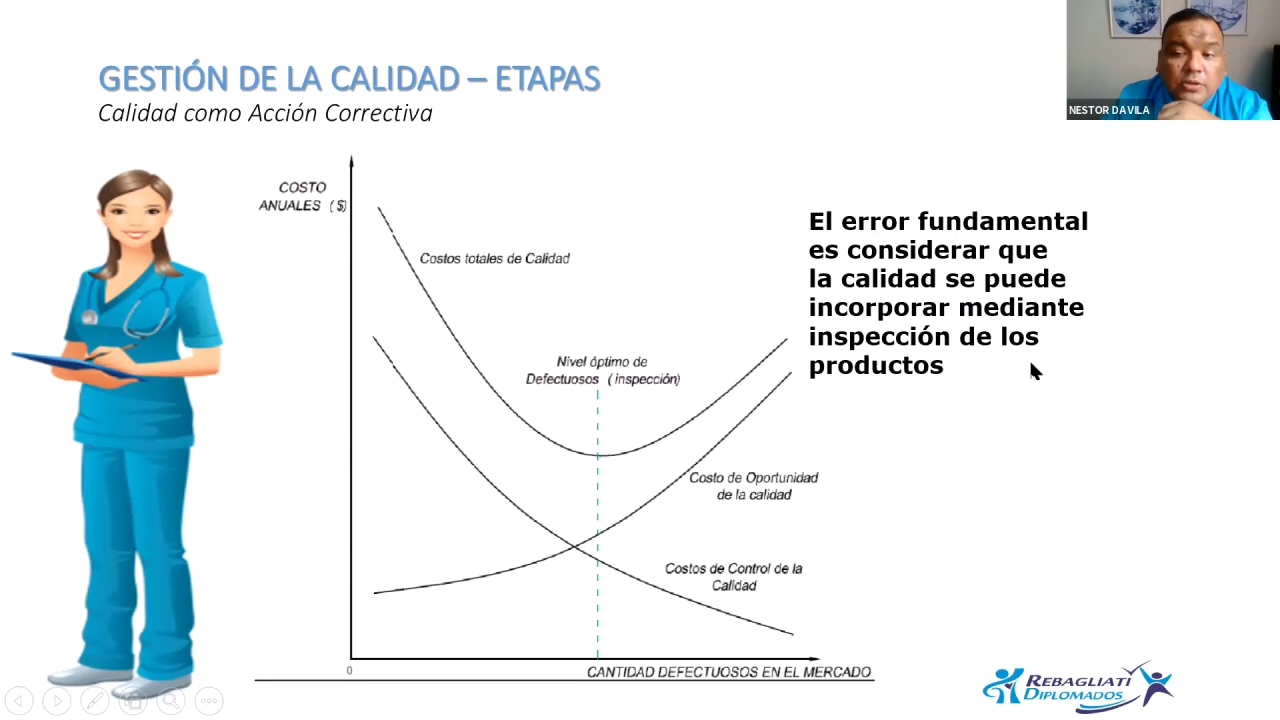 GESTIÓN DE LA CALIDAD – ETAPAS
Calidad como Acción Correctiva
NESTOR DAVILA
COSTO
ANUALES ($)
Costos totales de Calidad
Nivel óptimo de
Defectuosos (inspección)
Costo de Oportunidad
de la calidad
Costos de Control de la
Calidad
0
CANTIDAD DEFECTUOSOS EN EL MERCADO
El error fundamental
es considerar que
la calidad se puede
incorporar mediante
inspección de los
productos
REBAGLIATI
DIPLOMADOS